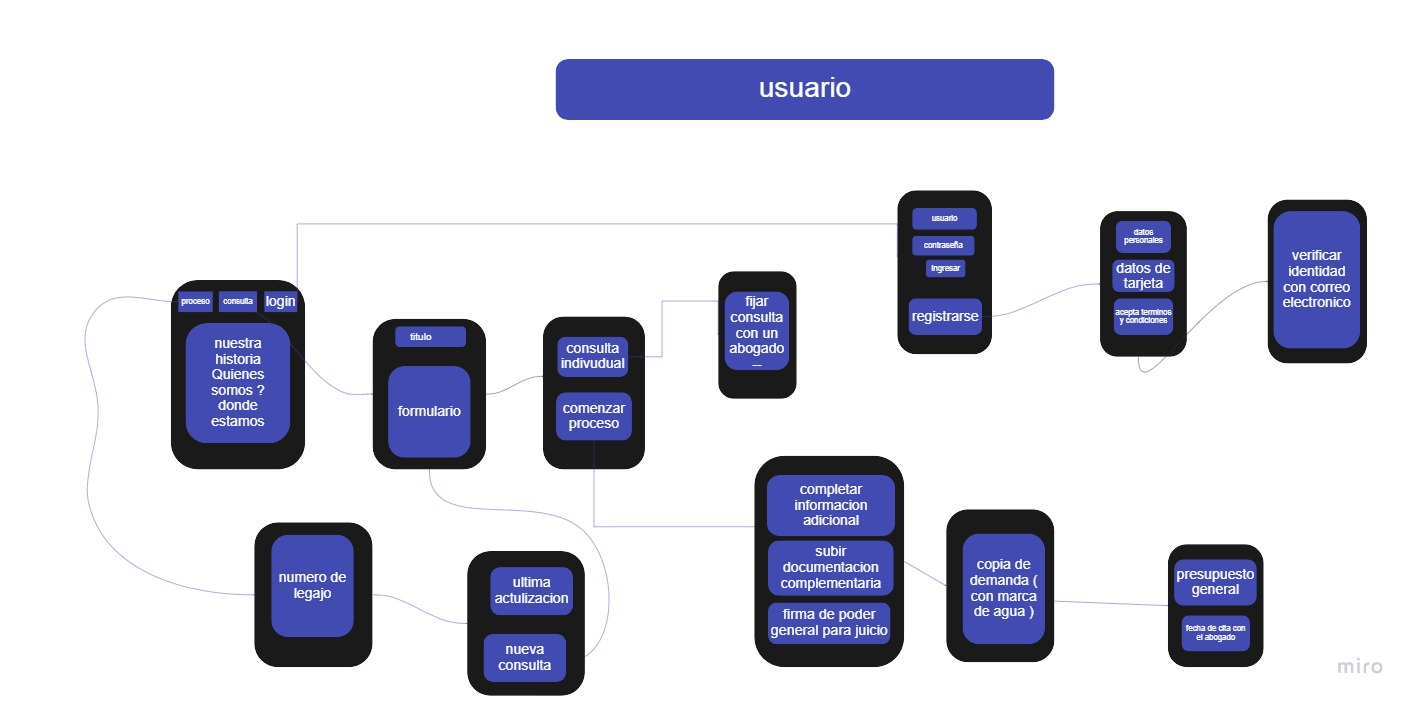 usuario
proceso
consulta
login
nuestra
historia
Quienes
somos ?
donde
estamos
titulo
formulario
consulta
indivudual
comenzar
proceso
fijar
consulta
con un
abogado
...
usuario
contraseña
Ingresar
registrarse
datos
personales
datos de
tarjeta
acepta terminos
y condiciones
verificar
identidad
con correo
electronico
numero de
legajo
ultima
actulizacion
nueva
consulta
completar
informacion
adicional
subir
documentacion
complementaria
firma de poder
general para juicio
copia de
demanda (
con marca
de agua )
presupuesto
general
fecha de cita con
el abogado
miro